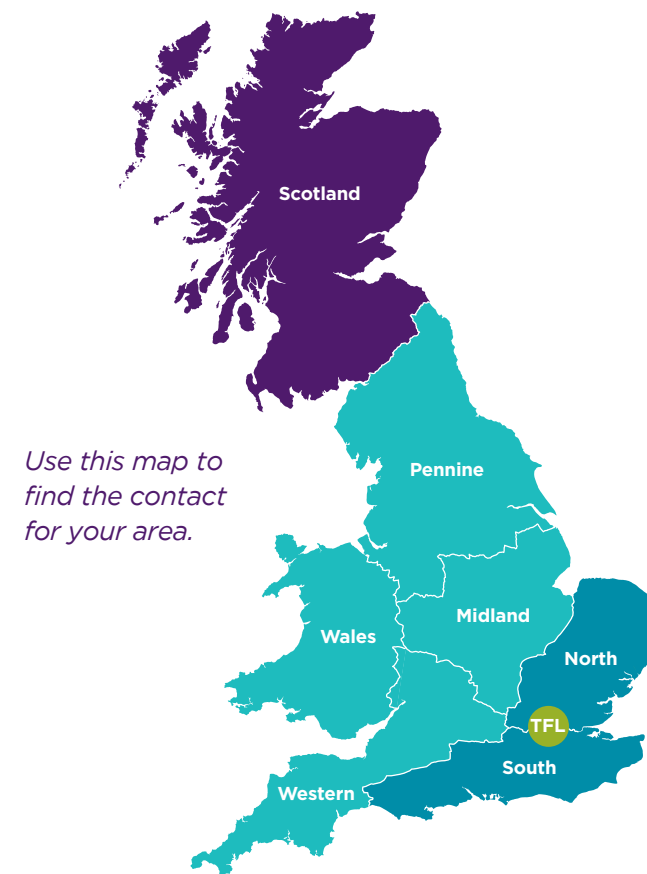 Scotland
Use this map to
find the contact
for your area.
Pennine
Midland
Wales
North
TFL
South
Western